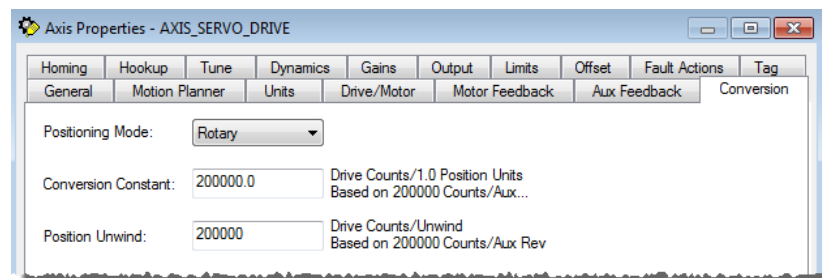 Axis Properties - AXIS_SERVO_DRIVE
Homing Hookup Tune Dynamics Gains Output Limits Offset Fault Actions Tag
General Motion Planner Units Drive/Motor Motor Feedback Aux Feedback Conversion
Positioning Mode: Rotary
Conversion Constant: 200000.0 Drive Counts/1.0 Position Units
Based on 200000 Counts/Aux...
Position Unwind: 200000 Drive Counts/Unwind
Based on 200000 Counts/Aux Rev